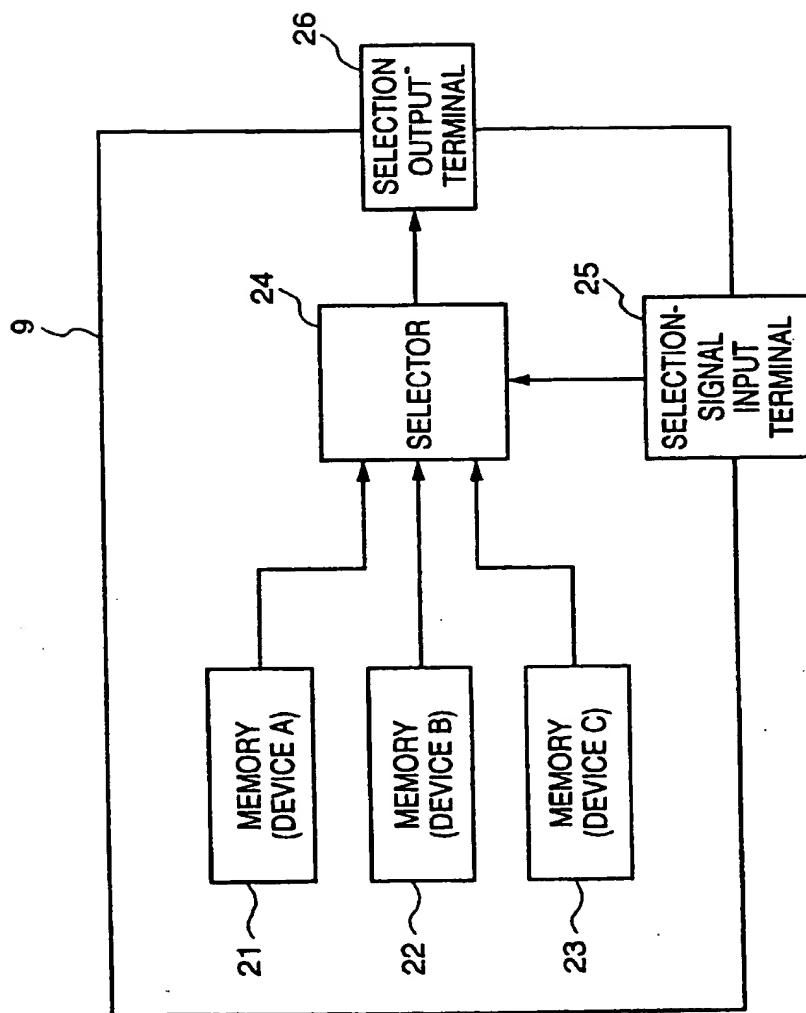 9
21
MEMORY
(DEVICE A)
22
MEMORY
(DEVICE B)
23
MEMORY
(DEVICE C)
24
SELECTOR
25
SELECTION-
SIGNAL
INPUT
TERMINAL
26
SELECTION
OUTPUT
TERMINAL